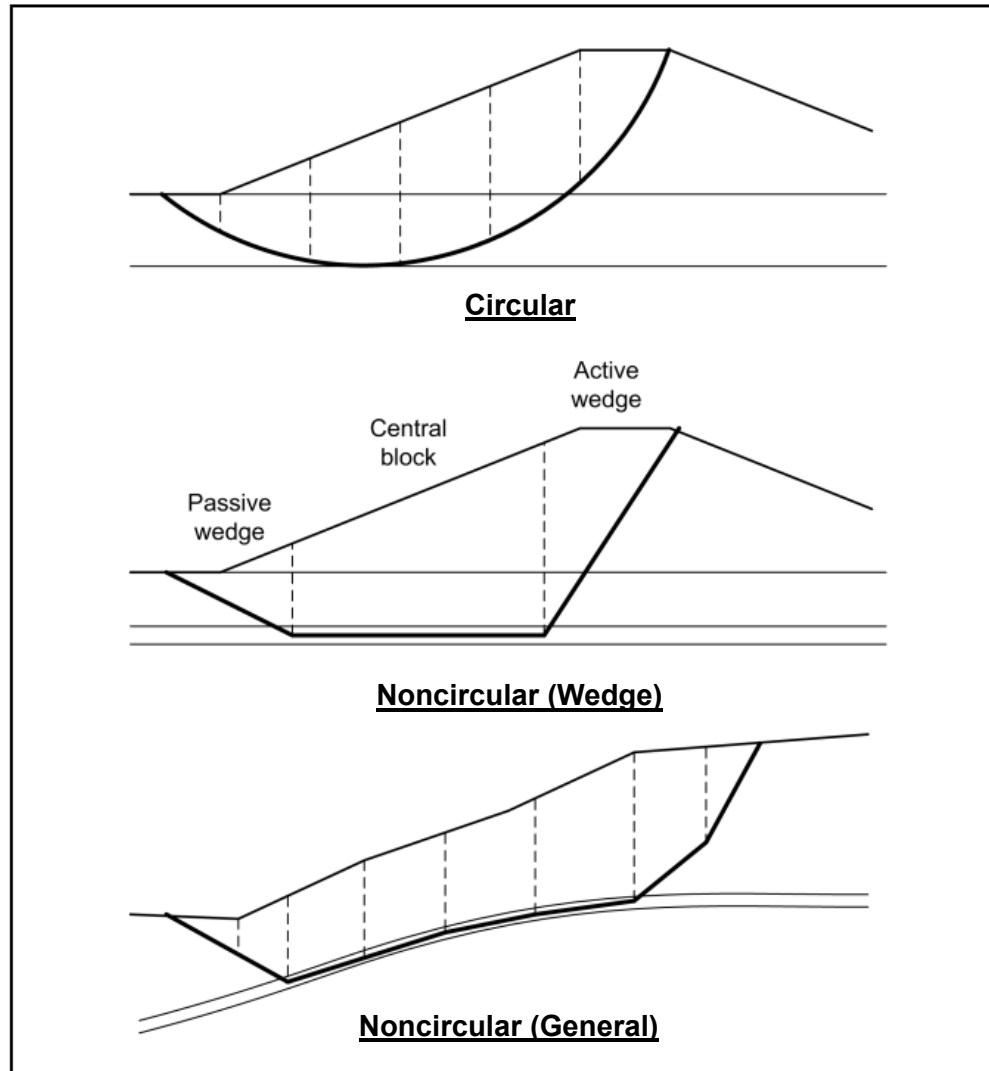 Circular
Active
wedge
Central
block
Passive
wedge
Noncircular (Wedge)
Noncircular (General)